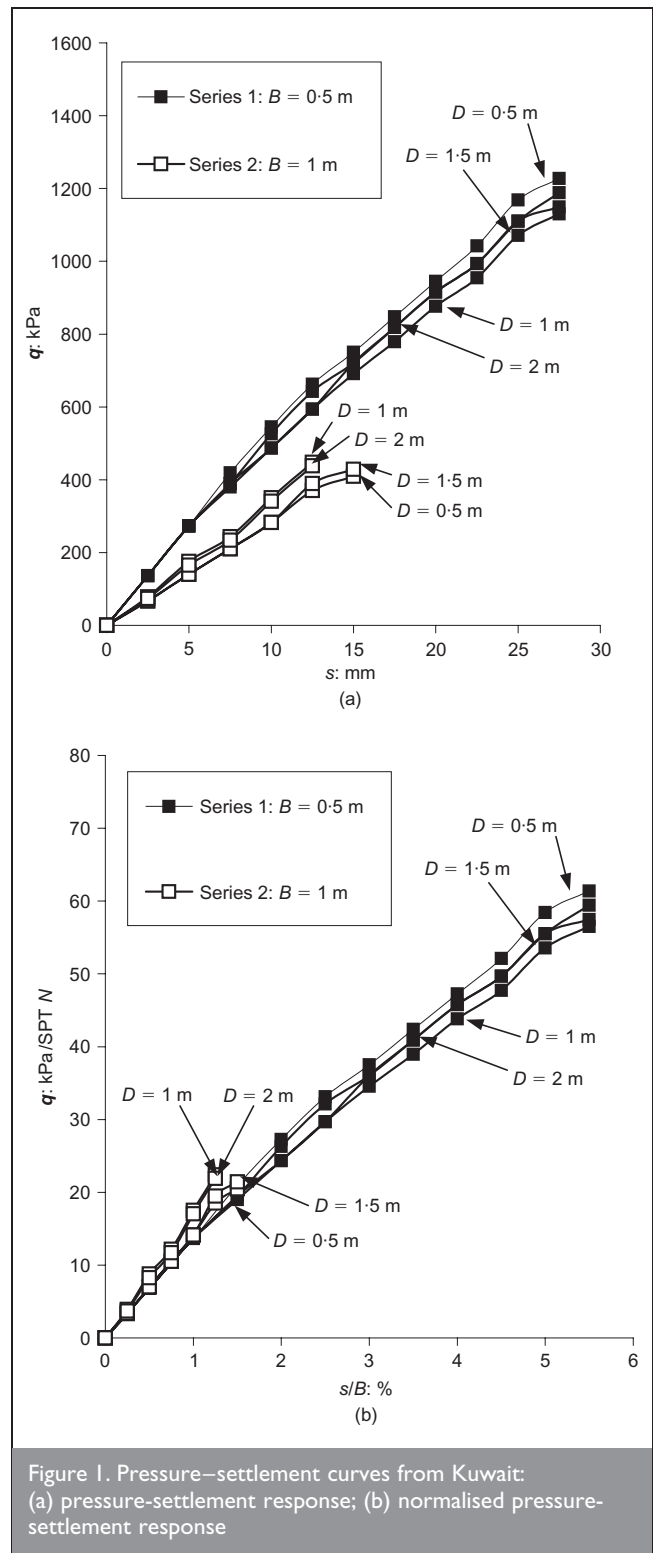 1600
1400
1200
1000
800
600
400
200
0
q: kPa
Series 1: B = 0·5 m
Series 2: B = 1 m
D = 0·5 m
D = 1·5 m
D = 1 m
D = 2 m
D = 1 m
D = 2 m
D = 1·5 m
D = 0·5 m
0 5 10 15 20 25 30
s: mm
(a)
80
70
60
50
40
30
20
10
0
q: kPa/SPT N
Series 1: B = 0·5 m
Series 2: B = 1 m
D = 0·5 m
D = 1·5 m
D = 1 m
D = 2 m
D = 1 m D = 2 m
D = 1·5 m
D = 0·5 m
0 1 2 3 4 5 6
s/B: %
(b)
Figure 1. Pressure–settlement curves from Kuwait:
(a) pressure-settlement response; (b) normalised pressure-
settlement response